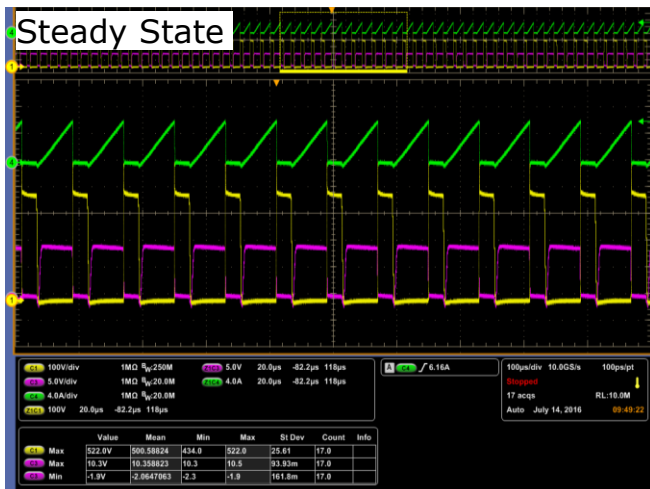 Steady State
4
1
4
1
C1 100V/div 1MΩ BW:250M Z1C3 5.0V 20.0µs -82.2µs 118µs
C3 5.0V/div 1MΩ BW:20.0M Z1C4 4.0A 20.0µs -82.2µs 118µs
C4 4.0A/div 1MΩ BW:20.0M
Z1C1 100V 20.0µs -82.2µs 118µs
A C4 6.16A
100µs/div 10.0GS/s 100ps/pt
Stopped
17 acqs RL:10.0M
Auto July 14, 2016 09:49:22
Value Mean Min Max St Dev Count Info
C1 Max 522.0V 500.58824 434.0 522.0 25.61 17.0
C3 Max 10.3V 10.358823 10.3 10.5 93.93m 17.0
C3 Min -1.9V -2.0647063 -2.3 -1.9 161.8m 17.0